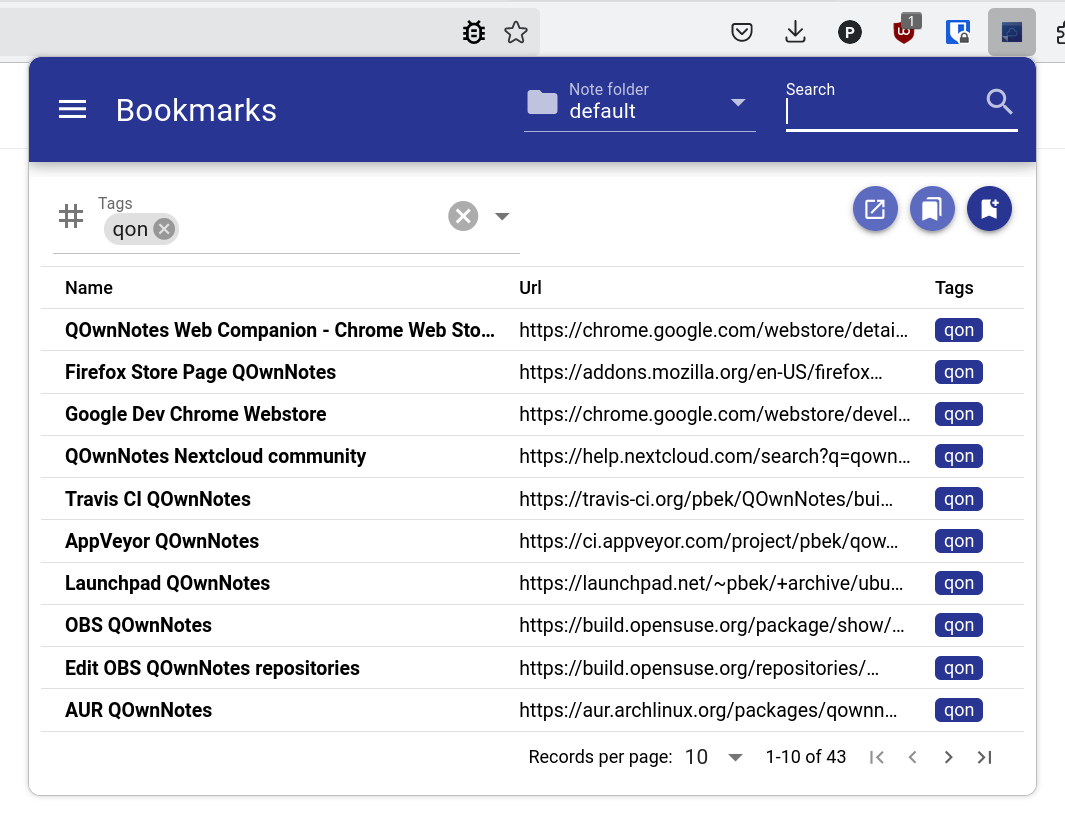 P
1
Bookmarks
Note folder
default
Search
Tags
qon
Name Url Tags
QOwnNotes Web Companion - Chrome Web Sto... https://chrome.google.com/webstore/detai... qon
Firefox Store Page QOwnNotes https://addons.mozilla.org/en-US/firefox... qon
Google Dev Chrome Webstore https://chrome.google.com/webstore/devel... qon
QOwnNotes Nextcloud community https://help.nextcloud.com/search?q=qown... qon
Travis CI QOwnNotes https://travis-ci.org/pbek/QOwnNotes/bui... qon
AppVeyor QOwnNotes https://ci.appveyor.com/project/pbek/qow... qon
Launchpad QOwnNotes https://launchpad.net/~pbek/+archive/ubu... qon
OBS QOwnNotes https://build.opensuse.org/package/show/... qon
Edit OBS QOwnNotes repositories https://build.opensuse.org/repositories/... qon
AUR QOwnNotes https://aur.archlinux.org/packages/qownn... qon
Records per page: 10 1-10 of 43